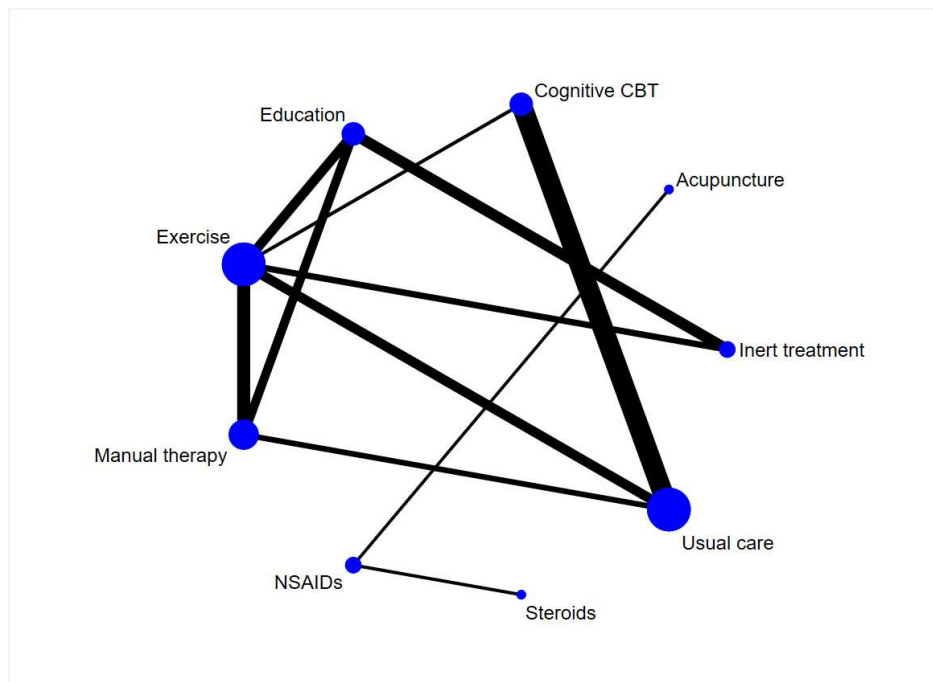 Cognitive CBT
Education
Acupuncture
Exercise
Inert treatment
Manual therapy
Usual care
NSAIDs
Steroids